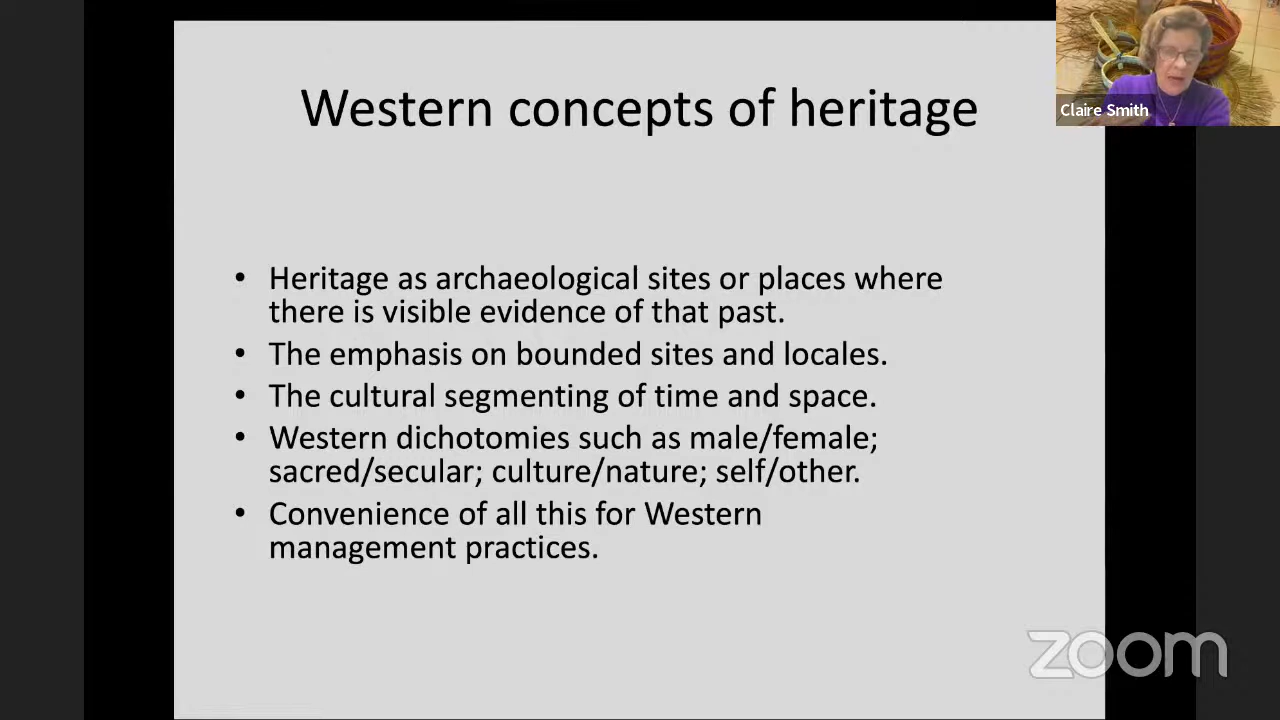 Western concepts of heritage
Claire Smith
• Heritage as archaeological sites or places where
there is visible evidence of that past.
• The emphasis on bounded sites and locales.
• The cultural segmenting of time and space.
• Western dichotomies such as male/female;
sacred/secular; culture/nature; self/other.
• Convenience of all this for Western
management practices.
zoom